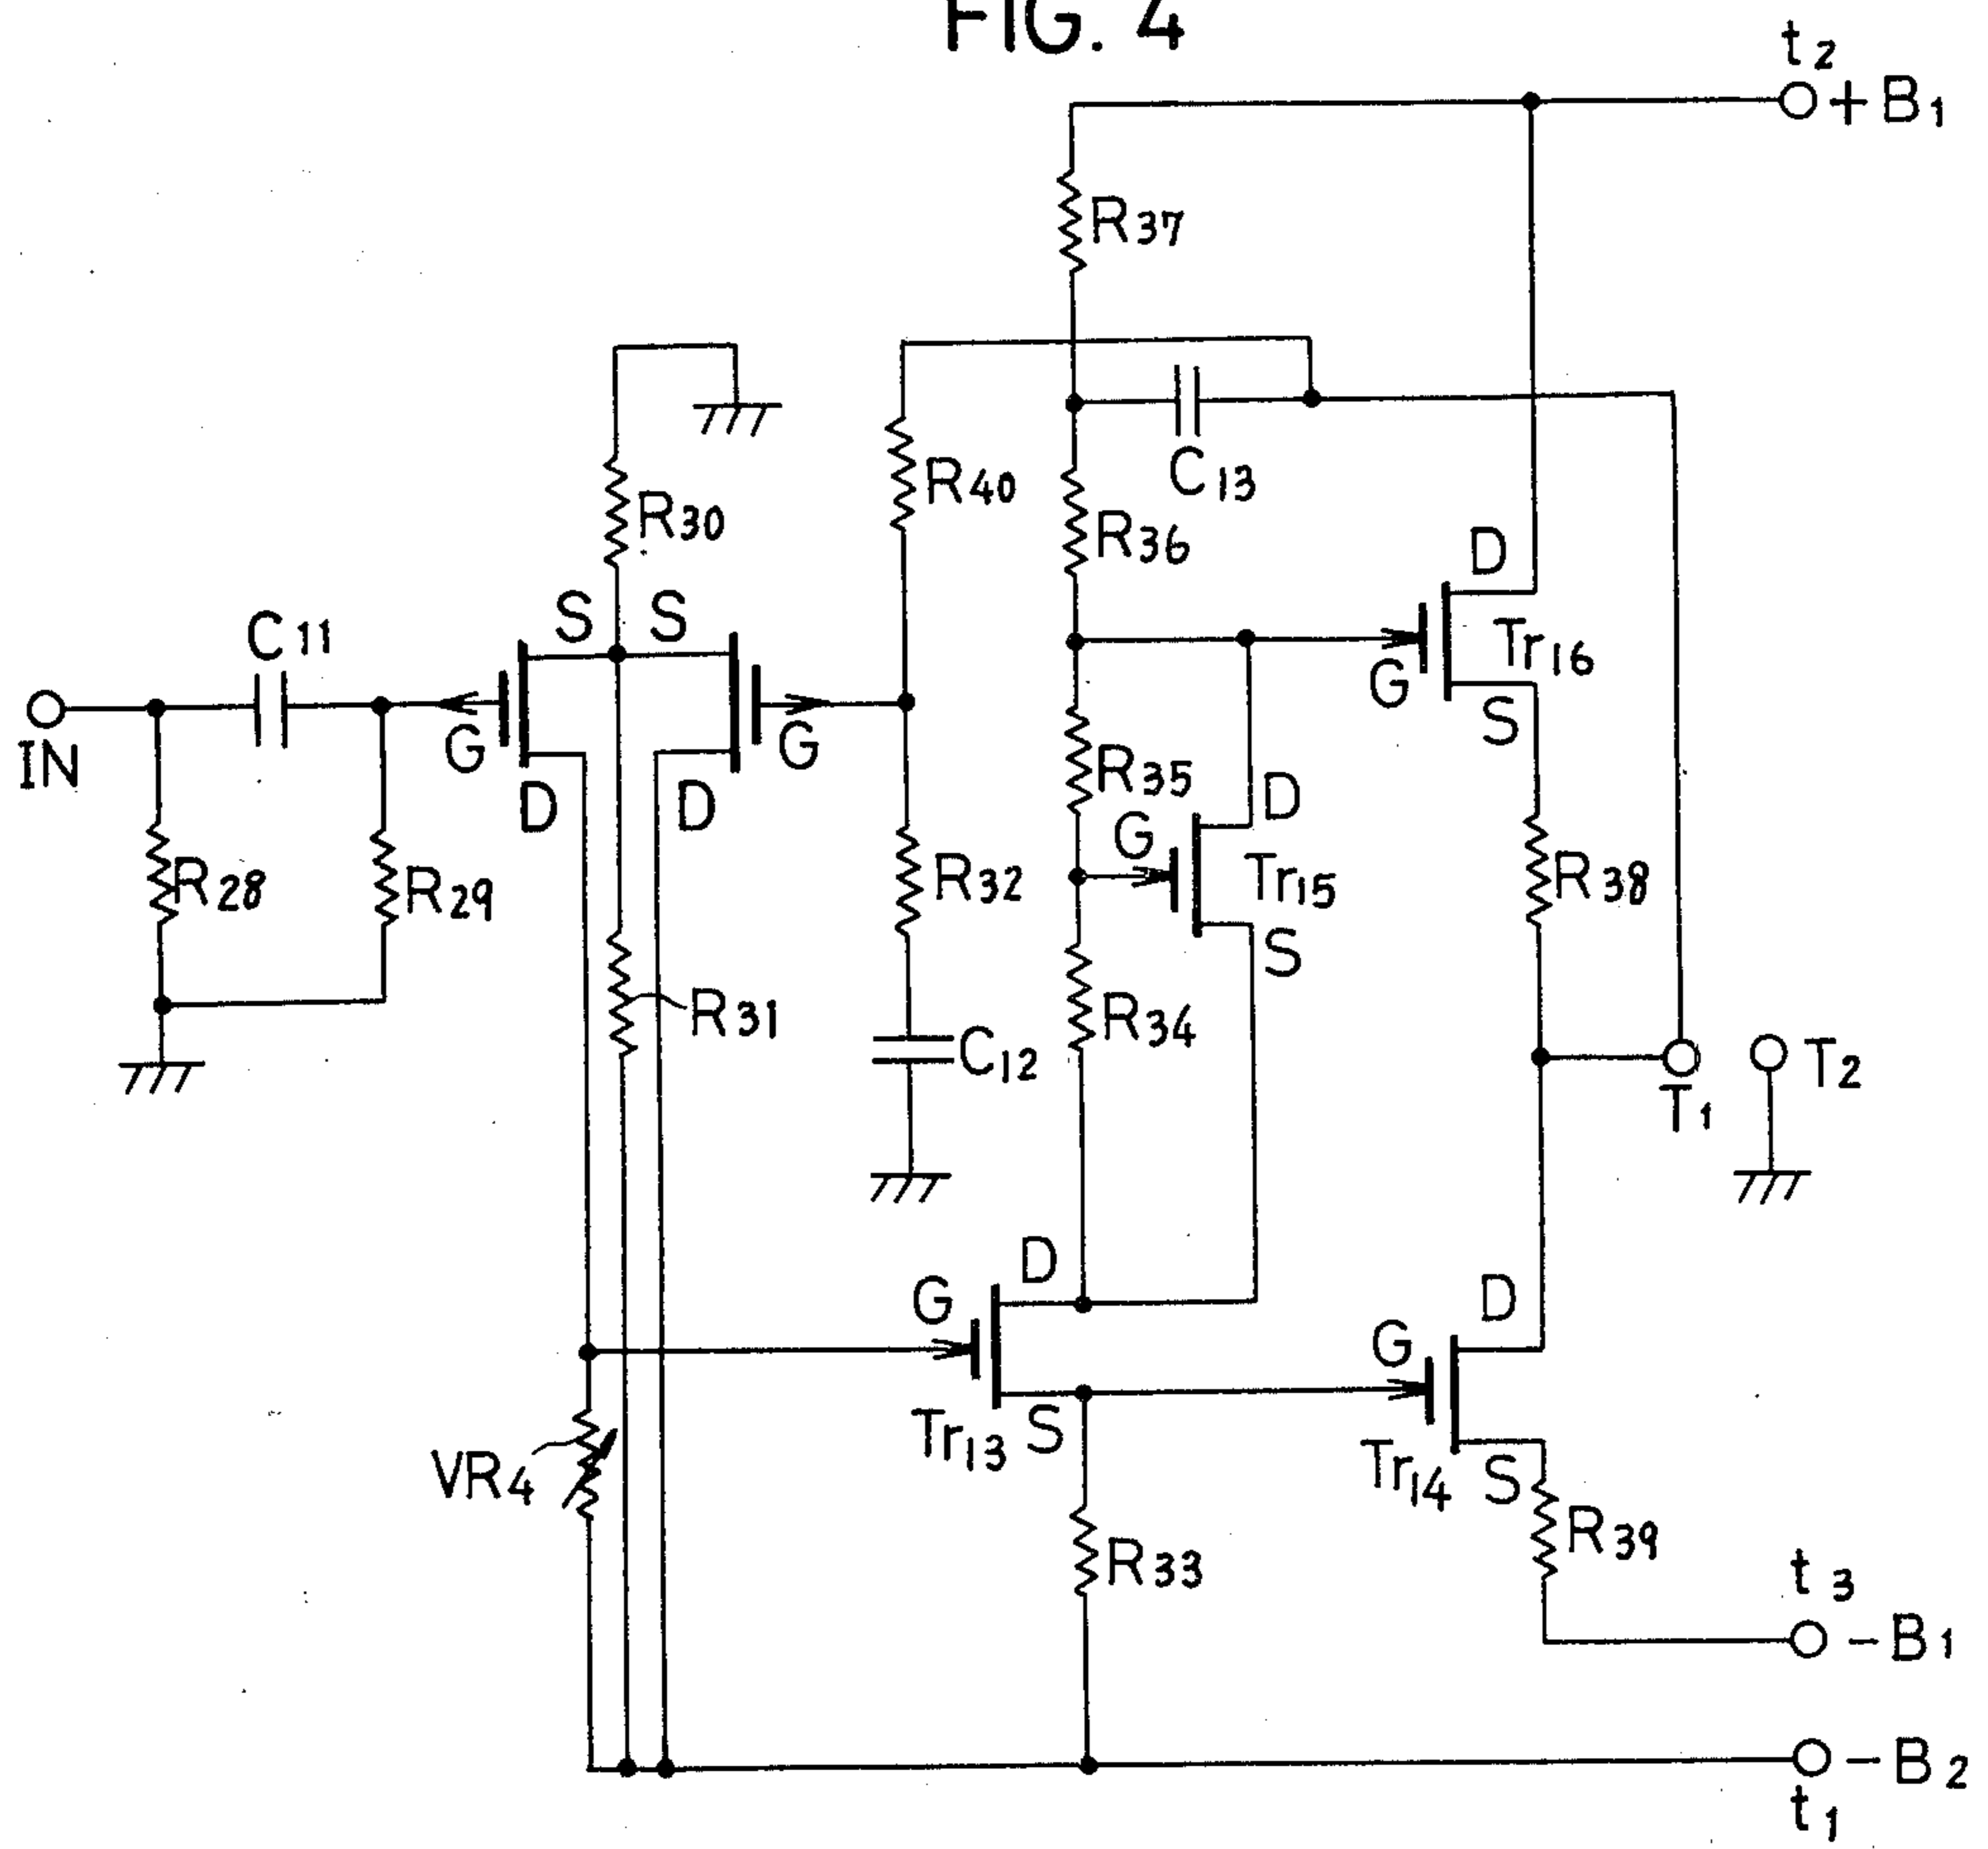 FIG. 4
t2
+B1
R37
R40
C13
R30
R36
D
Tr16
G
S
S S
C11
IN
G
G
D
D
R35
G
D
Tr15
S
R38
R28
R29
R32
R31
R34
C12
T1
T2
D
G
Tr13
S
D
G
Tr14
S
VR4
R33
R39
t3
-B1
-B2
t1